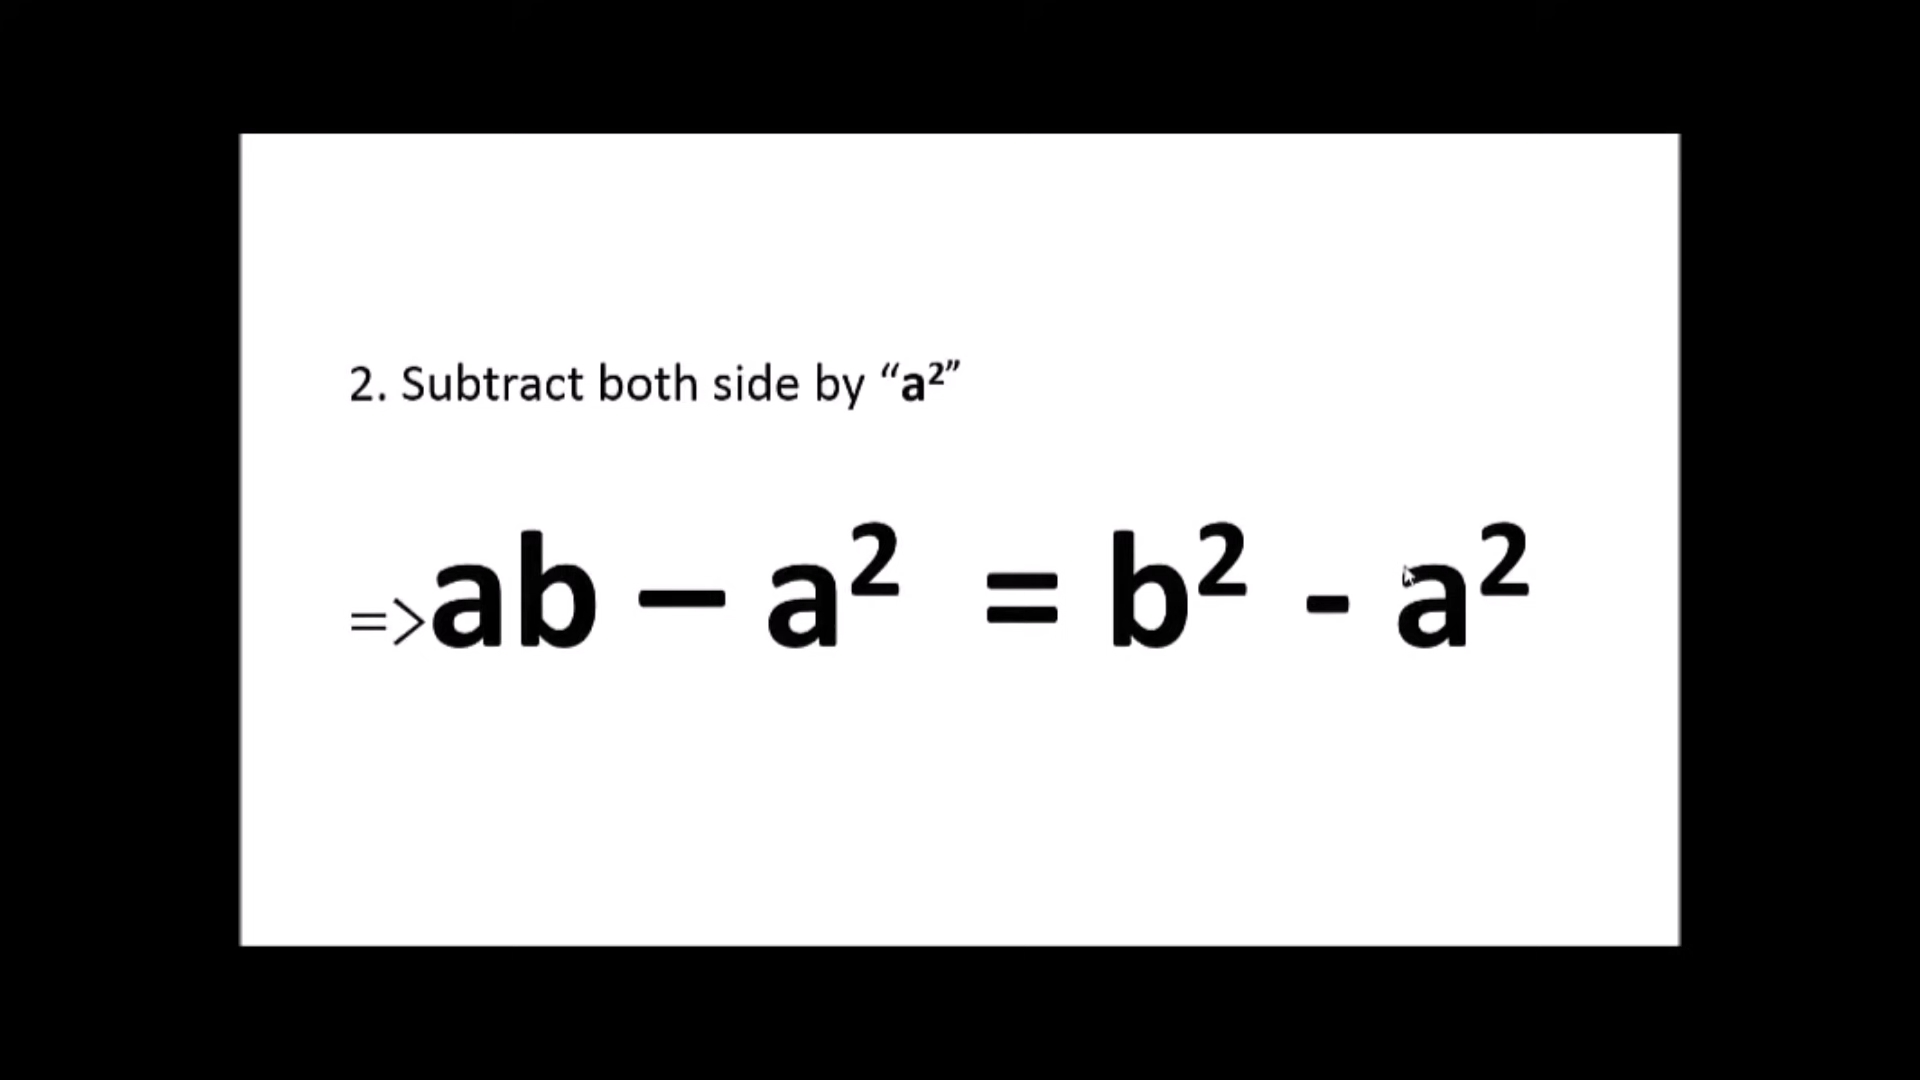 2. Subtract both side by “a²”
=>ab – a² = b² - a²